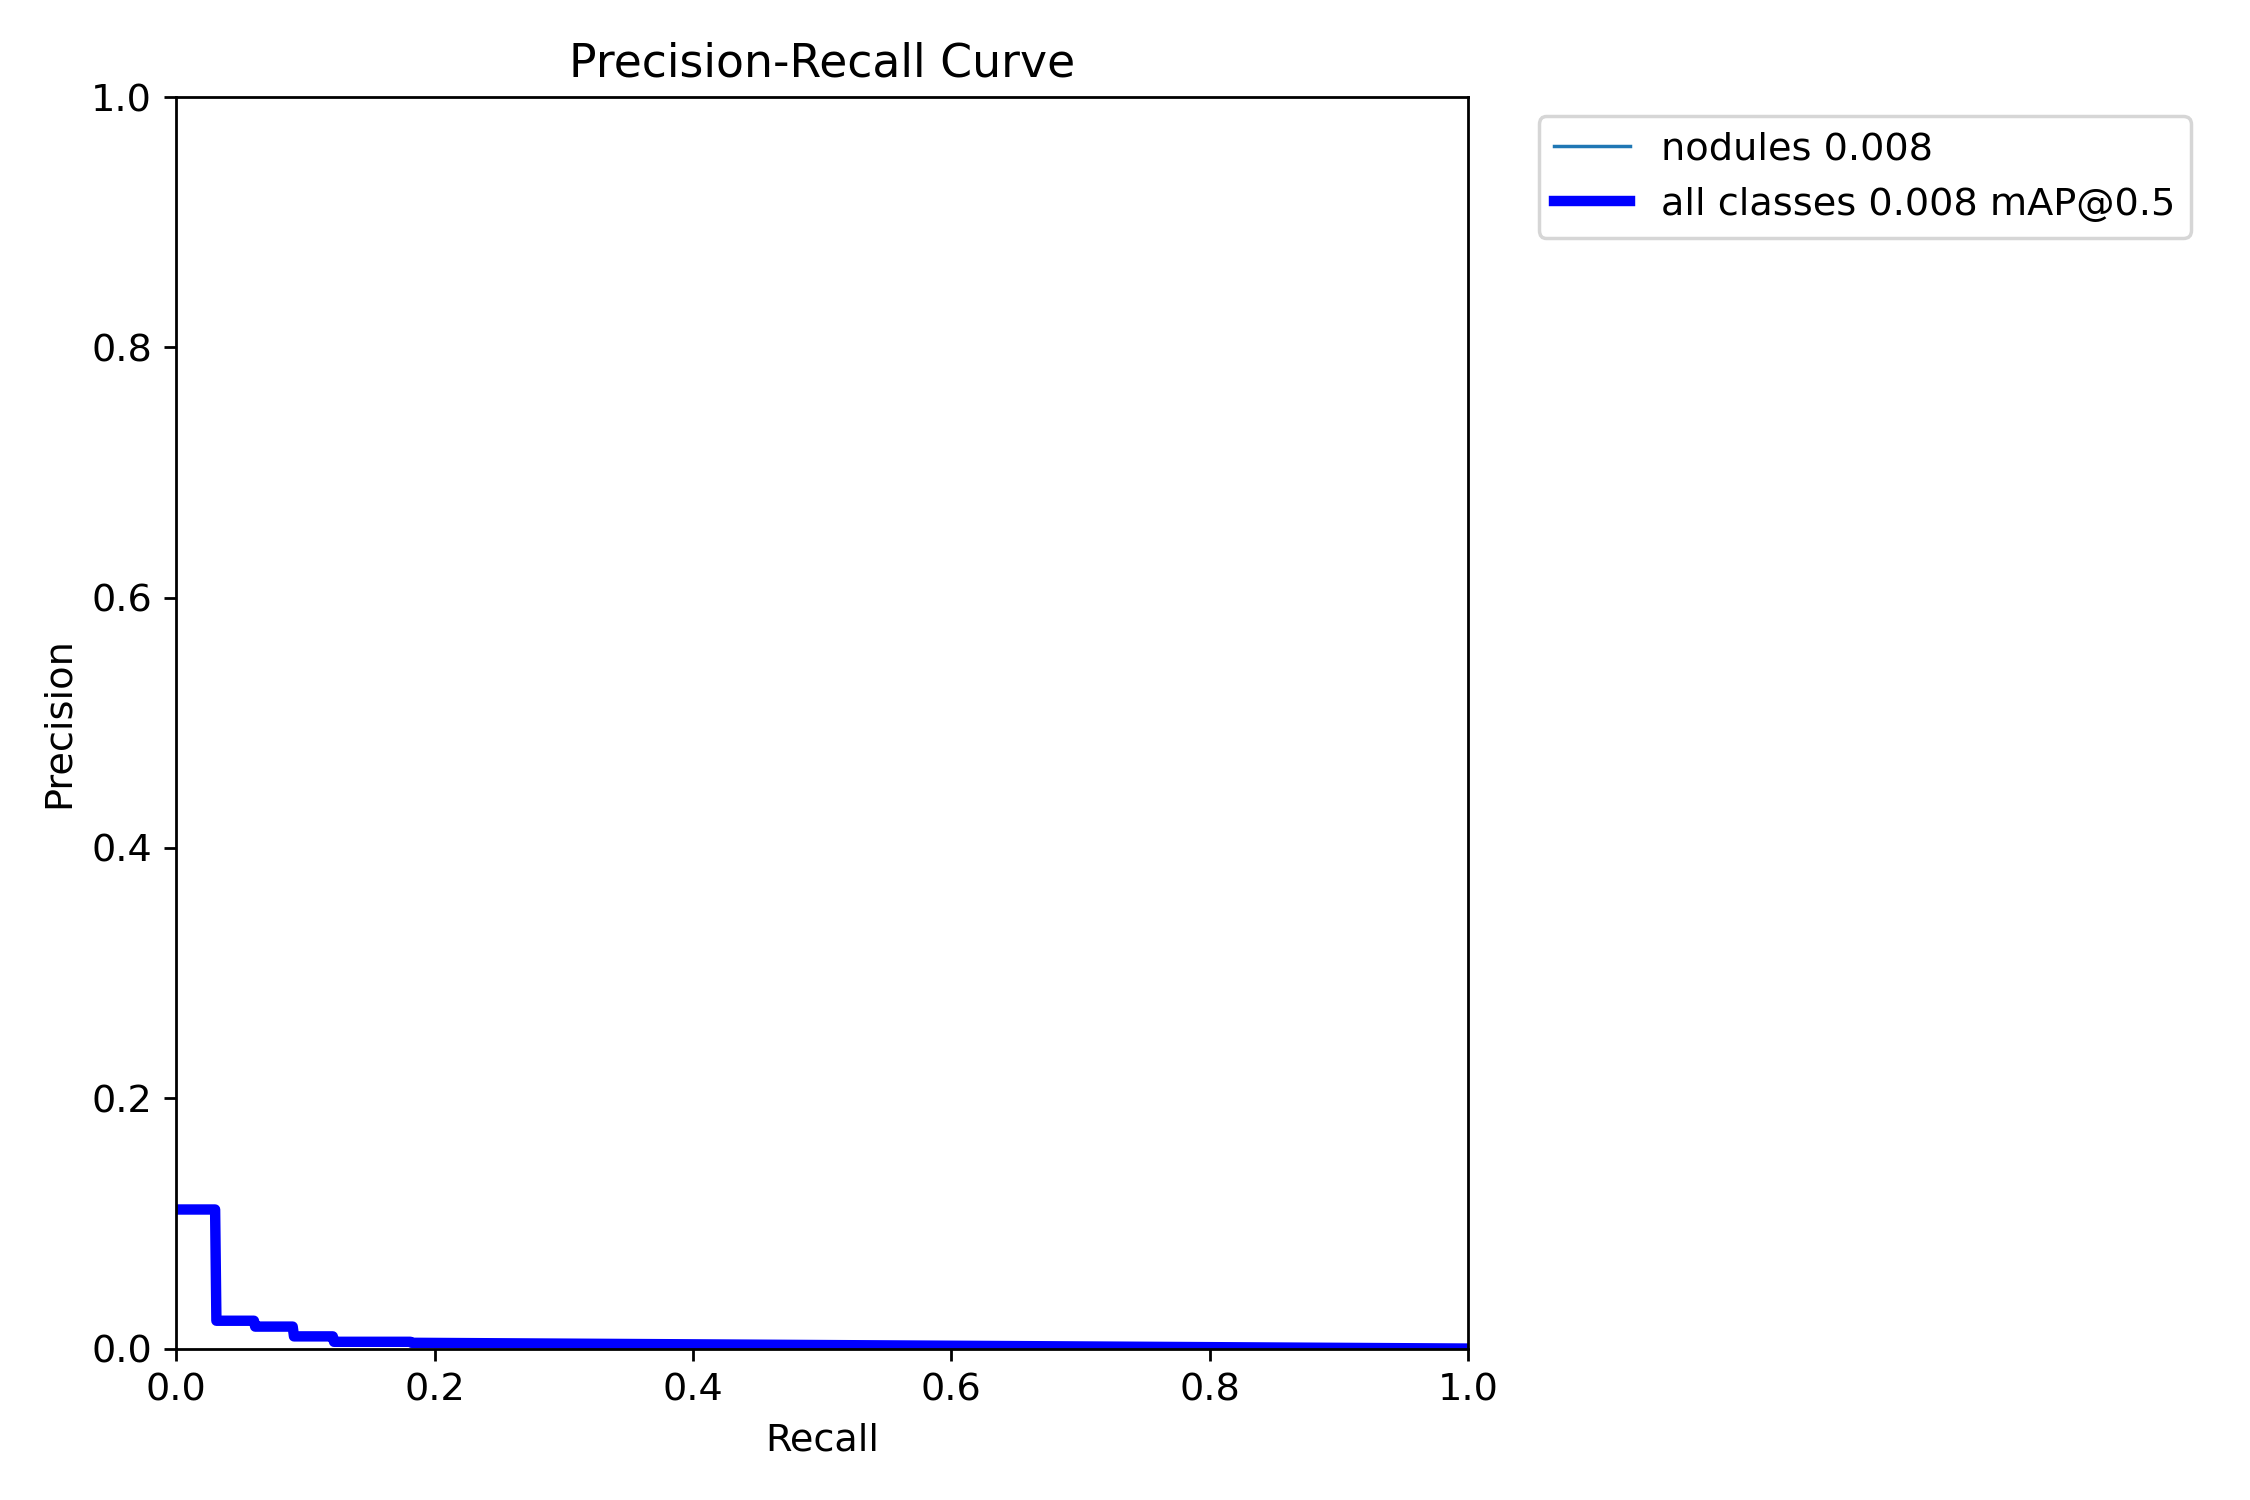 Precision-Recall Curve
1.0
0.8
0.6
0.4
0.2
0.0
Precision
0.0 0.2 0.4 0.6 0.8 1.0
Recall
nodules 0.008
all classes 0.008 mAP@0.5